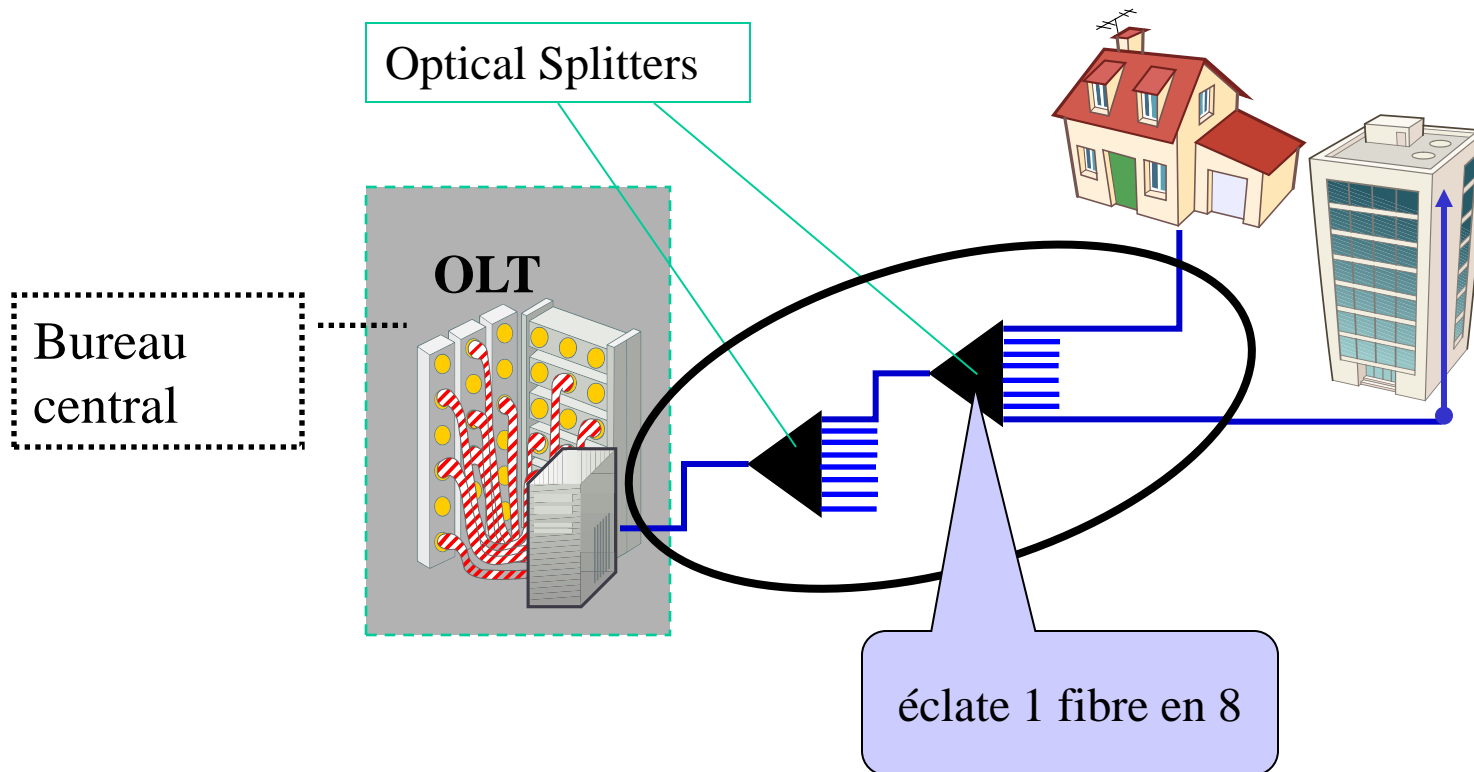 Optical Splitters
OLT
Bureau
central
éclate 1 fibre en 8